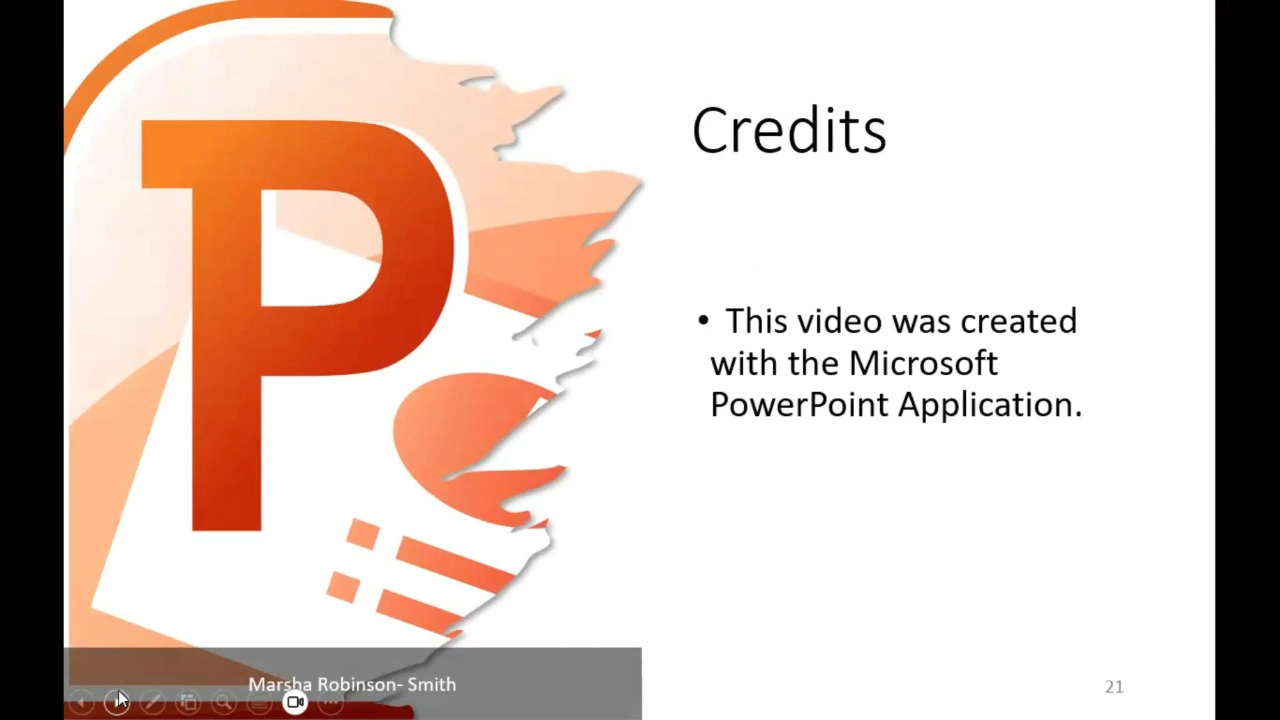 P
Credits
• This video was created
with the Microsoft
PowerPoint Application.
Marsha Robinson- Smith
21